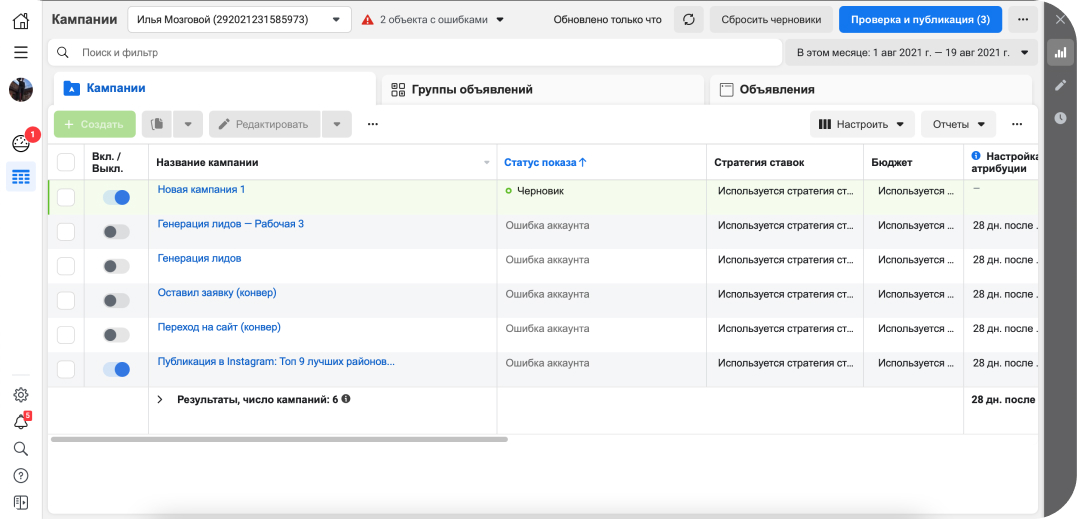 Кампании
Илья Мозговой (292021231585973)
2 объекта с ошибками
Обновлено только что
Сбросить черновики
Проверка и публикация (3)
Поиск и фильтр
В этом месяце: 1 авг 2021 г. — 19 авг 2021 г.
Кампании
Группы объявлений
Объявления
+ Создать
Редактировать
Настроить
Отчеты
1
Вкл. /
Выкл.
Название кампании
Статус показа ↑
Стратегия ставок
Бюджет
Настройка
атрибуции
Новая кампания 1
Черновик
Используется стратегия ст...
Используется ...
—
Генерация лидов — Рабочая 3
Ошибка аккаунта
Используется стратегия ст...
Используется ...
28 дн. после .
Генерация лидов
Ошибка аккаунта
Используется стратегия ст...
Используется ...
28 дн. после .
Оставил заявку (конвер)
Ошибка аккаунта
Используется стратегия ст...
Используется ...
28 дн. после .
Переход на сайт (конвер)
Ошибка аккаунта
Используется стратегия ст...
Используется ...
28 дн. после .
Публикация в Instagram: Топ 9 лучших районов...
Ошибка аккаунта
Используется стратегия ст...
Используется ...
28 дн. после .
Результаты, число кампаний: 6
28 дн. после
5